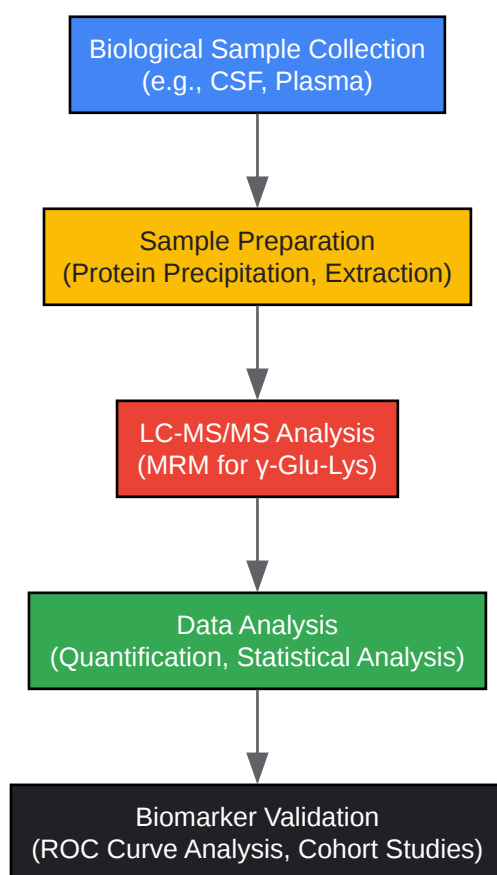 Biological Sample Collection
(e.g., CSF, Plasma)
Sample Preparation
(Protein Precipitation, Extraction)
LC-MS/MS Analysis
(MRM for γ-Glu-Lys)
Data Analysis
(Quantification, Statistical Analysis)
Biomarker Validation
(ROC Curve Analysis, Cohort Studies)